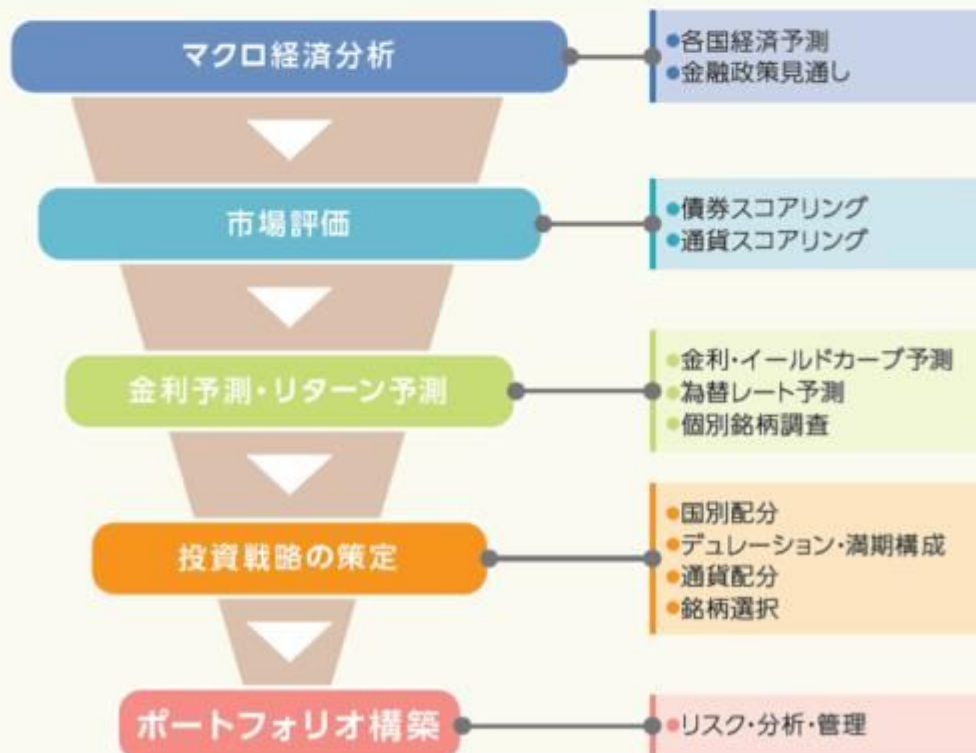 マクロ経済分析
●各国経済予測
●金融政策見通し
市場評価
●債券スコアリング
●通貨スコアリング
金利予測・リターン予測
●金利・イールドカーブ予測
●為替レート予測
●個別銘柄調査
投資戦略の策定
●国別配分
●デュレーション・満期構成
●通貨配分
●銘柄選択
ポートフォリオ構築
●リスク・分析・管理